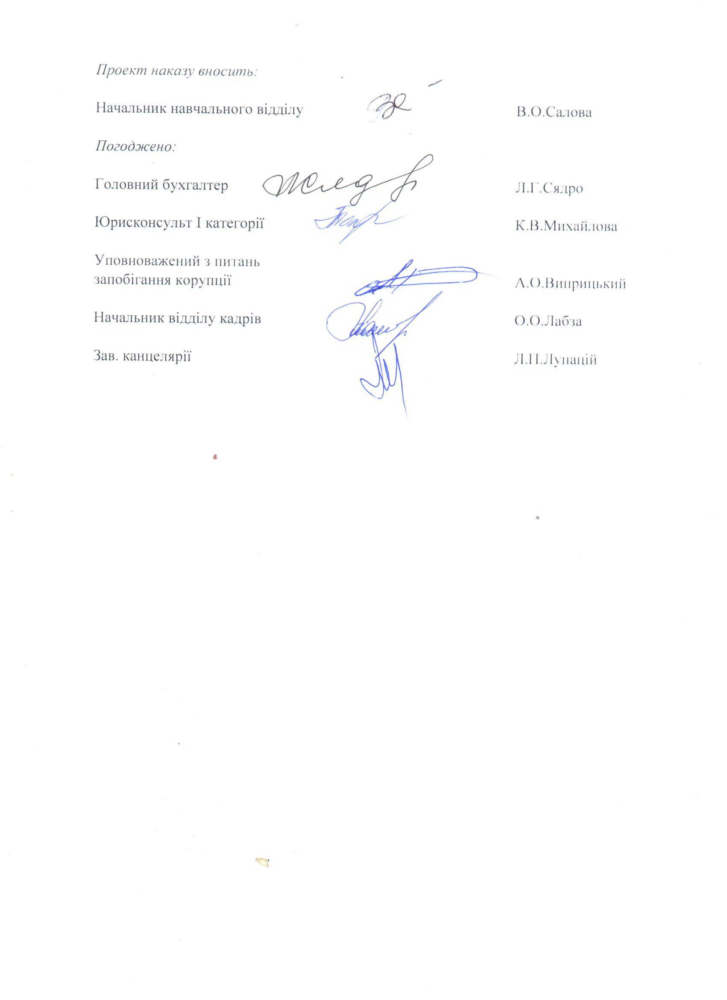 Проект наказу вносить:
Начальник навчального відділу В.О.Салова
Погоджено:
Головний бухгалтер Л.Г.Сядро
Юрисконсульт І категорії К.В.Михайлова
Уповноважений з питань
запобігання корупції А.О.Виприцький
Начальник відділу кадрів О.О.Лабза
Зав. канцелярії Л.П.Лупацій